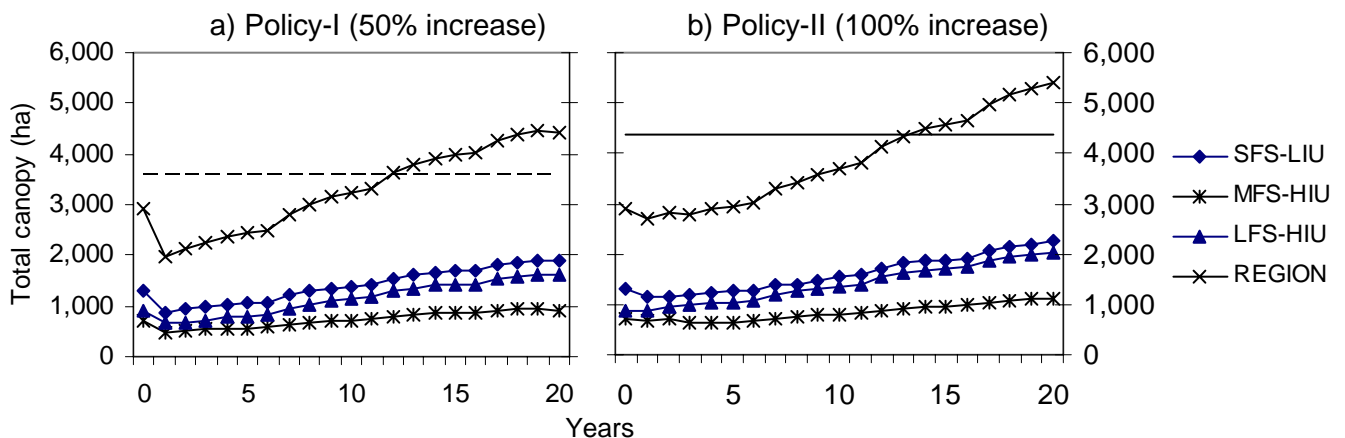 a) Policy-I (50% increase)
b) Policy-II (100% increase)
Total canopy (ha)
6,000
5,000
4,000
3,000
2,000
1,000
0
0 5 10 15 20
6,000
5,000
4,000
3,000
2,000
1,000
0
0 5 10 15 20
Years
SFS-LIU
MFS-HIU
LFS-HIU
REGION